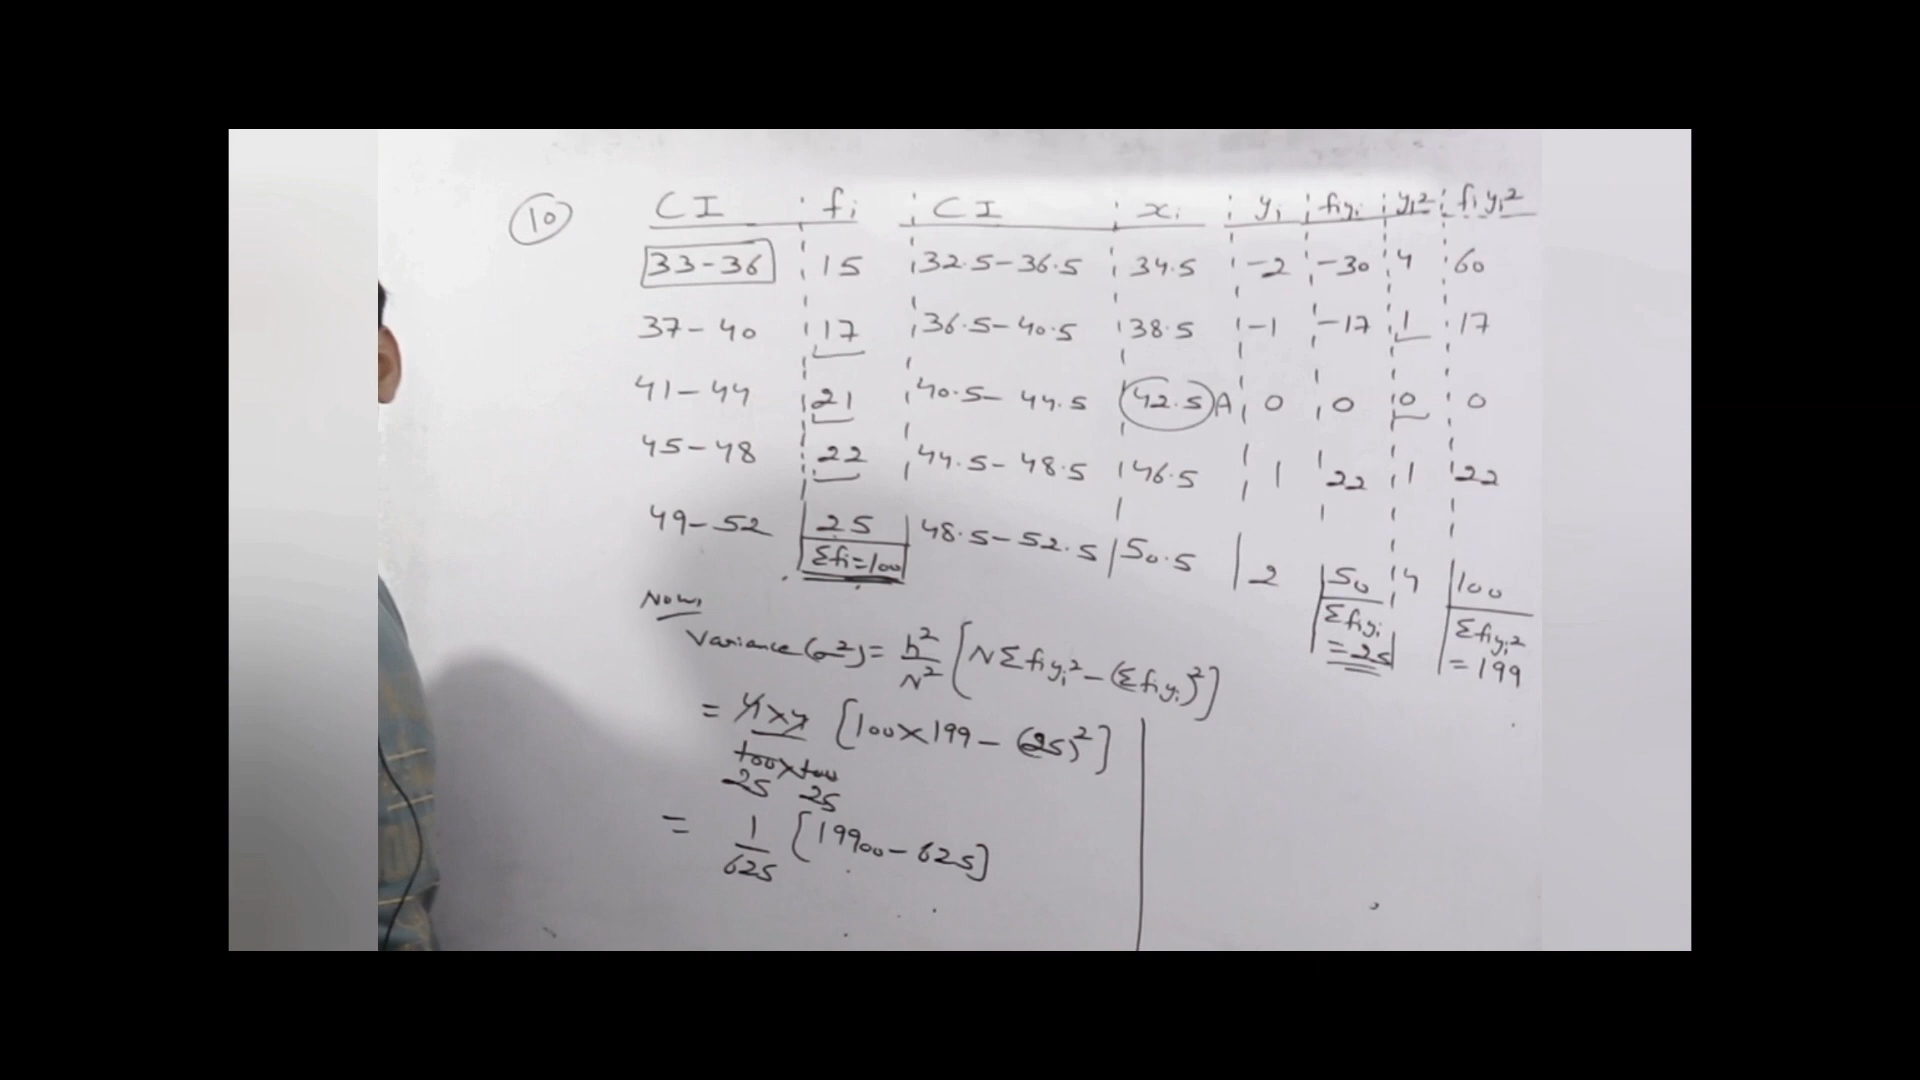 10 CI fi CI xi yi fiyi yi² fiyi²
33-36 15 32.5-36.5 34.5 -2 -30 4 60
37-40 17 36.5-40.5 38.5 -1 -17 1 17
41-44 21 40.5-44.5 42.5 A 0 0 0 0
45-48 22 44.5-48.5 46.5 1 22 1 22
49-52 25 48.5-52.5 50.5 2 50 4 100
Σfi=100 Σfiyi = 25 Σfiyi² = 199
Now,
Variance (σ²) = h²/N² [NΣfiyi² - (Σfiyi)²]
= 4×4/100×100 [100×199 - (25)²]
25 25
= 1/625 [19900 - 625]